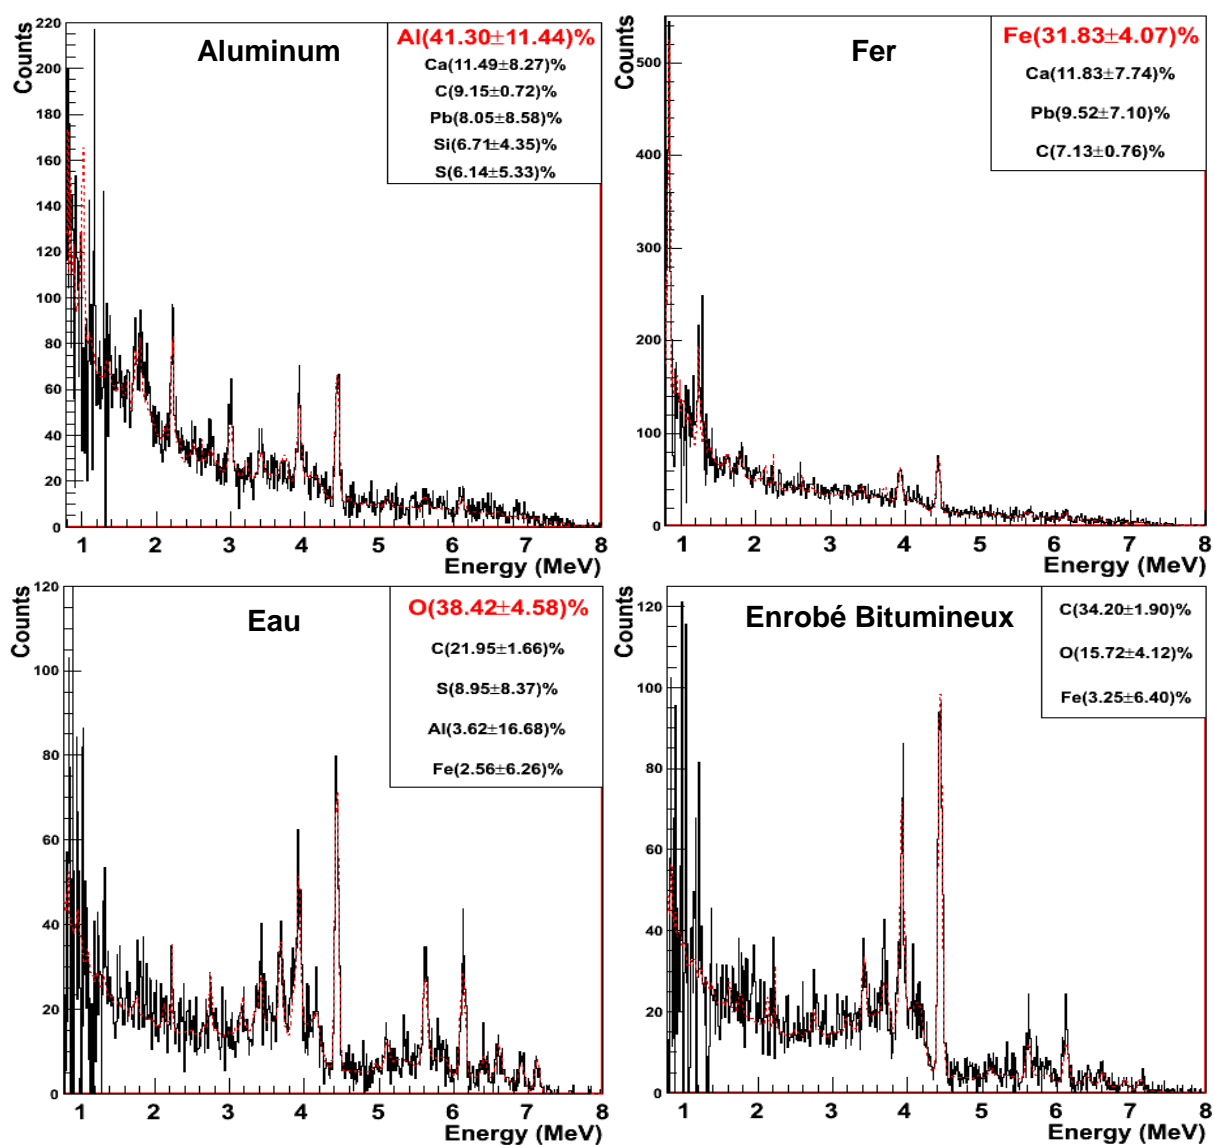 Counts
220
200
180
160
140
120
100
80
60
40
20
0
Aluminum
Al(41.30±11.44)%
Ca(11.49±8.27)%
C(9.15±0.72)%
Pb(8.05±8.58)%
Si(6.71±4.35)%
S(6.14±5.33)%
1 2 3 4 5 6 7 8
Energy (MeV)
Counts
500
400
300
200
100
0
Fer
Fe(31.83±4.07)%
Ca(11.83±7.74)%
Pb(9.52±7.10)%
C(7.13±0.76)%
1 2 3 4 5 6 7 8
Energy (MeV)
Counts
120
100
80
60
40
20
0
Eau
O(38.42±4.58)%
C(21.95±1.66)%
S(8.95±8.37)%
Al(3.62±16.68)%
Fe(2.56±6.26)%
1 2 3 4 5 6 7 8
Energy (MeV)
Counts
120
100
80
60
40
20
0
Enrobé Bitumineux
C(34.20±1.90)%
O(15.72±4.12)%
Fe(3.25±6.40)%
1 2 3 4 5 6 7 8
Energy (MeV)